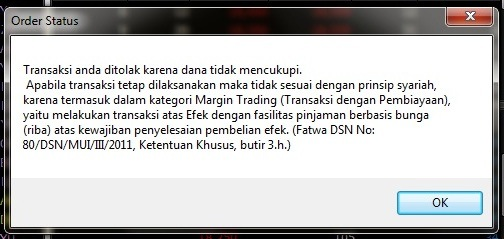 Order Status
Transaksi anda ditolak karena dana tidak mencukupi.
Apabila transaksi tetap dilaksanakan maka tidak sesuai dengan prinsip syariah,
karena termasuk dalam kategori Margin Trading (Transaksi dengan Pembiayaan),
yaitu melakukan transaksi atas Efek dengan fasilitas pinjaman berbasis bunga
(riba) atas kewajiban penyelesaian pembelian efek. (Fatwa DSN No:
80/DSN/MUI/III/2011, Ketentuan Khusus, butir 3.h.)
OK